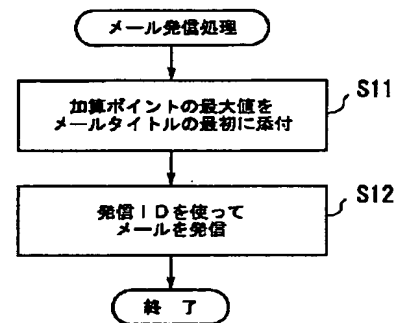 メール発信処理
加算ポイントの最大値を
メールタイトルの最初に添付
S11
発信IDを使って
メールを発信
S12
終 了